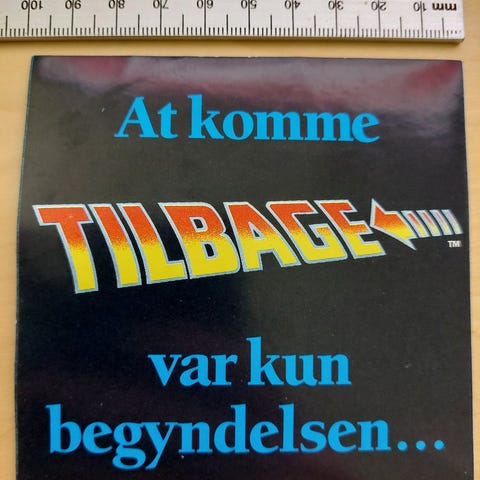 100 90 80 70 60 50 40 30 20 10 mm
At komme
TILBAGE
TM
var kun
begyndelsen...